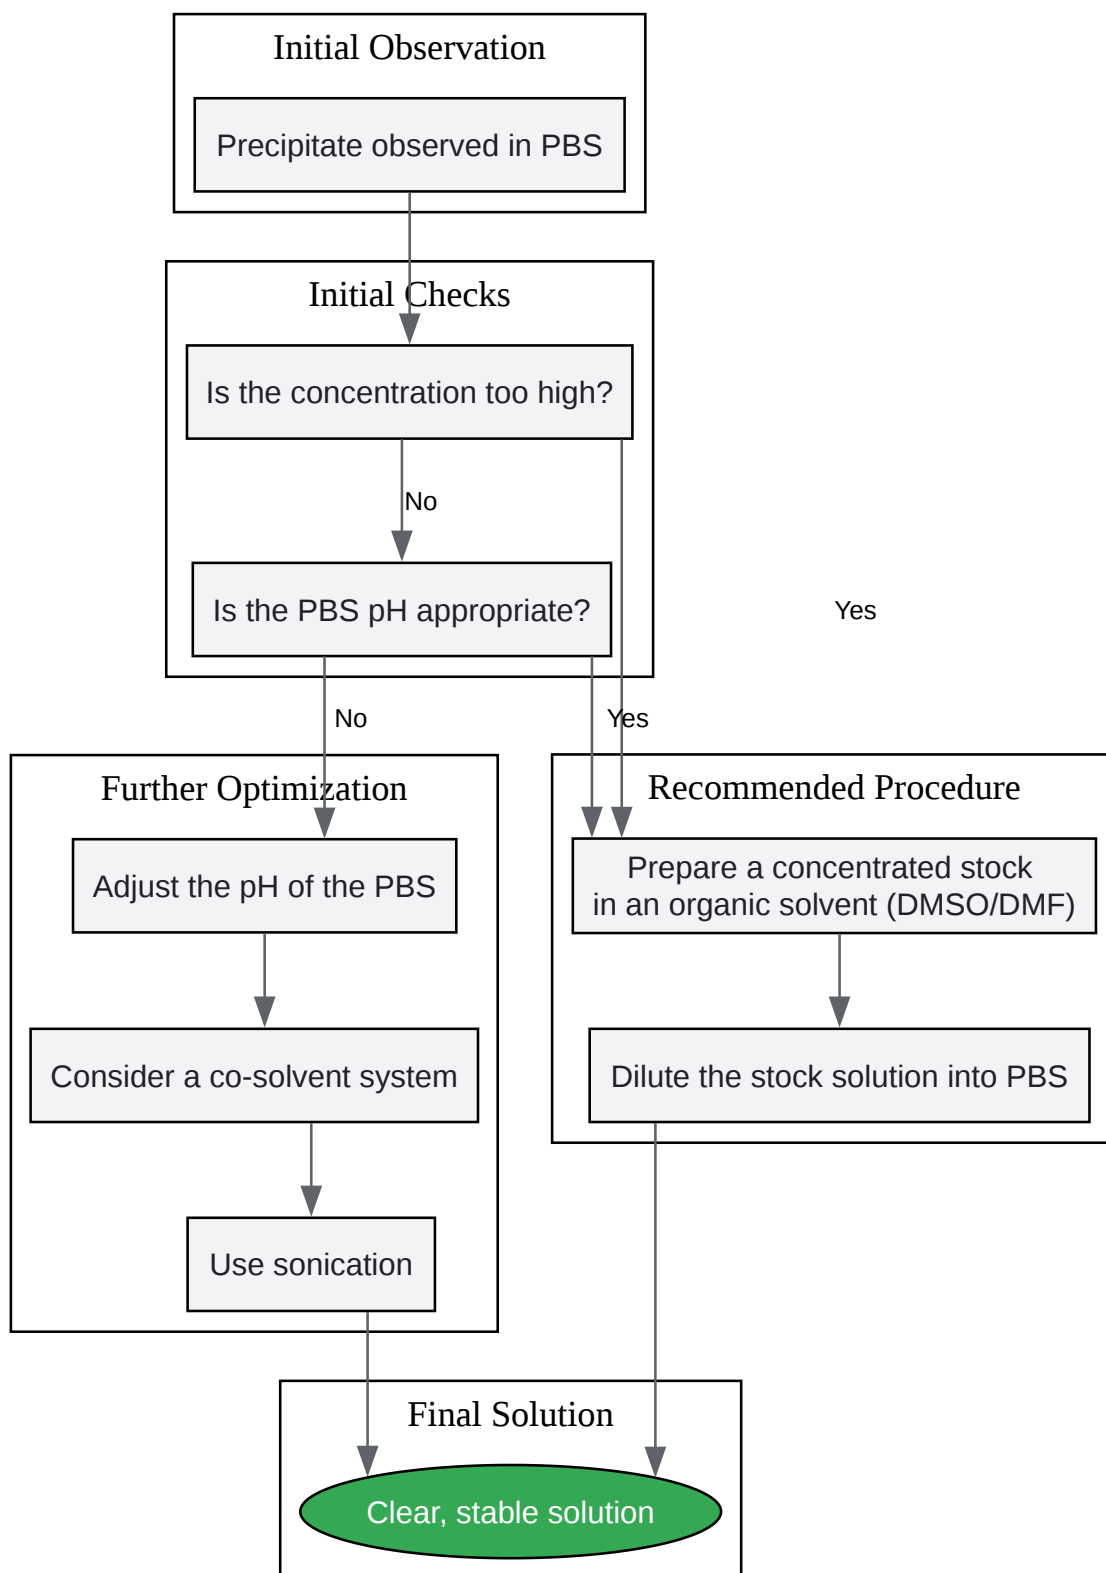 Initial Observation
Precipitate observed in PBS
Initial Checks
Is the concentration too high?
No
Is the PBS pH appropriate?
Yes
No
Yes
Further Optimization
Recommended Procedure
Adjust the pH of the PBS
Prepare a concentrated stock
in an organic solvent (DMSO/DMF)
Consider a co-solvent system
Dilute the stock solution into PBS
Use sonication
Final Solution
Clear, stable solution